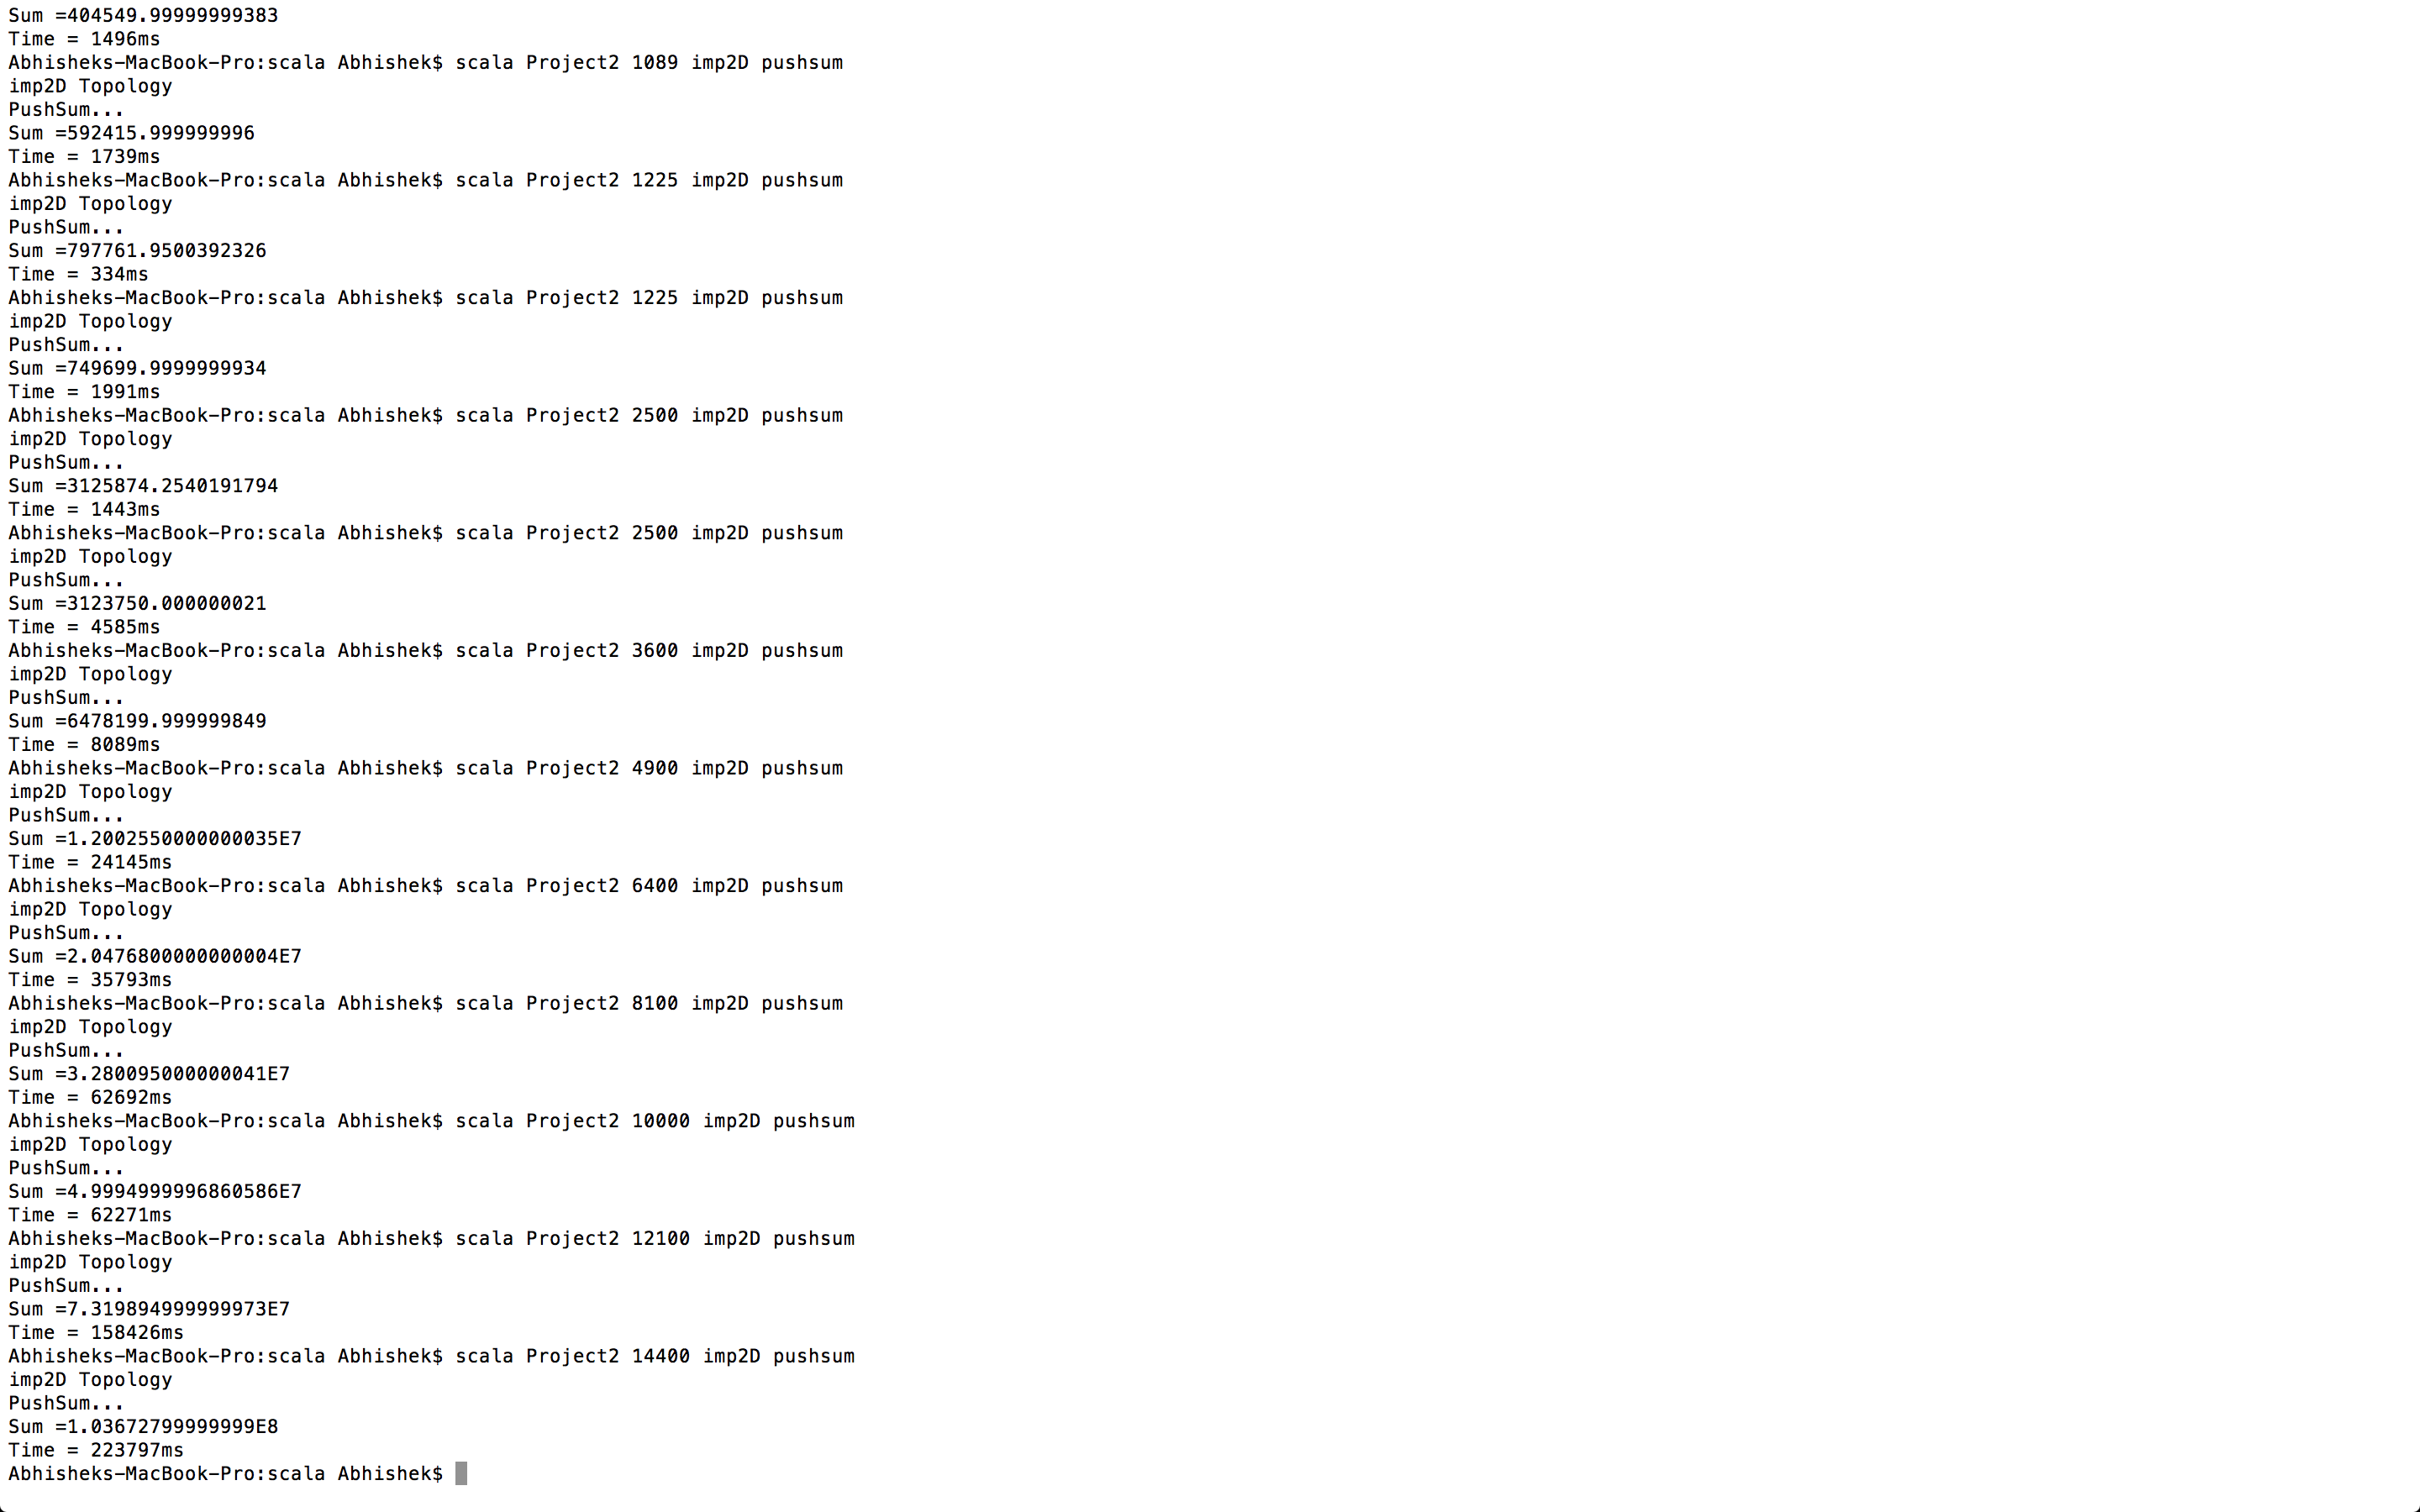 Sum =404549.99999999383
Time = 1496ms
Abhisheks-MacBook-Pro:scala Abhishek$ scala Project2 1089 imp2D pushsum
imp2D Topology
PushSum...
Sum =592415.999999996
Time = 1739ms
Abhisheks-MacBook-Pro:scala Abhishek$ scala Project2 1225 imp2D pushsum
imp2D Topology
PushSum...
Sum =797761.9500392326
Time = 334ms
Abhisheks-MacBook-Pro:scala Abhishek$ scala Project2 1225 imp2D pushsum
imp2D Topology
PushSum...
Sum =749699.9999999934
Time = 1991ms
Abhisheks-MacBook-Pro:scala Abhishek$ scala Project2 2500 imp2D pushsum
imp2D Topology
PushSum...
Sum =3125874.2540191794
Time = 1443ms
Abhisheks-MacBook-Pro:scala Abhishek$ scala Project2 2500 imp2D pushsum
imp2D Topology
PushSum...
Sum =3123750.000000021
Time = 4585ms
Abhisheks-MacBook-Pro:scala Abhishek$ scala Project2 3600 imp2D pushsum
imp2D Topology
PushSum...
Sum =6478199.999999849
Time = 8089ms
Abhisheks-MacBook-Pro:scala Abhishek$ scala Project2 4900 imp2D pushsum
imp2D Topology
PushSum...
Sum =1.2002550000000035E7
Time = 24145ms
Abhisheks-MacBook-Pro:scala Abhishek$ scala Project2 6400 imp2D pushsum
imp2D Topology
PushSum...
Sum =2.0476800000000004E7
Time = 35793ms
Abhisheks-MacBook-Pro:scala Abhishek$ scala Project2 8100 imp2D pushsum
imp2D Topology
PushSum...
Sum =3.280095000000041E7
Time = 62692ms
Abhisheks-MacBook-Pro:scala Abhishek$ scala Project2 10000 imp2D pushsum
imp2D Topology
PushSum...
Sum =4.9994999996860586E7
Time = 62271ms
Abhisheks-MacBook-Pro:scala Abhishek$ scala Project2 12100 imp2D pushsum
imp2D Topology
PushSum...
Sum =7.319894999999973E7
Time = 158426ms
Abhisheks-MacBook-Pro:scala Abhishek$ scala Project2 14400 imp2D pushsum
imp2D Topology
PushSum...
Sum =1.03672799999999E8
Time = 223797ms
Abhisheks-MacBook-Pro:scala Abhishek$